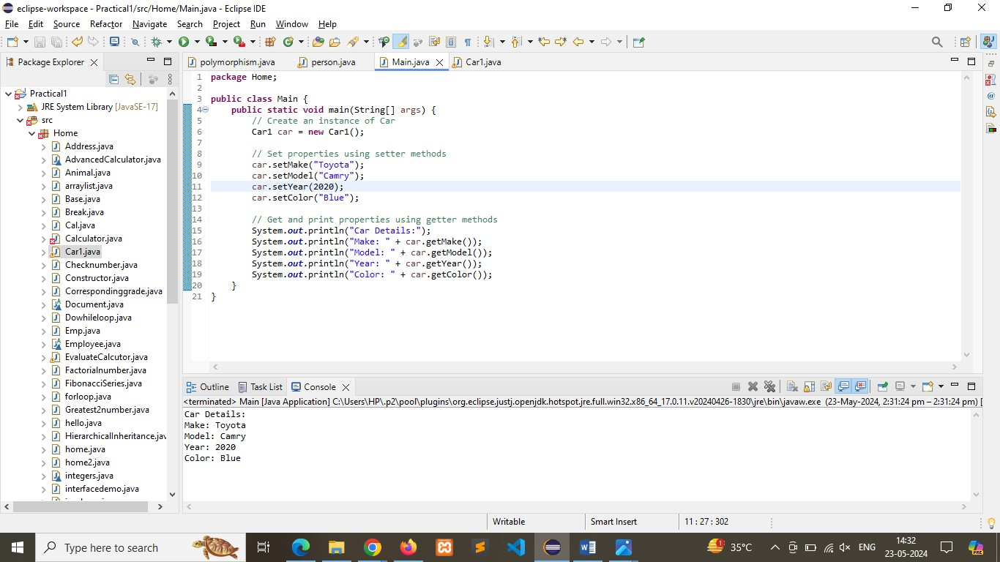 eclipse-workspace - Practical1/src/Home/Main.java - Eclipse IDE
File Edit Source Refactor Navigate Search Project Run Window Help
Package Explorer
polymorphism.java person.java Main.java Car1.java
Practical1
JRE System Library [JavaSE-17]
src
Home
Address.java
AdvancedCalculator.java
Animal.java
arraylist.java
Base.java
Break.java
Cal.java
Calculator.java
Car1.java
Checknumber.java
Constructor.java
Correspondinggrade.java
Document.java
Dowhileloop.java
Emp.java
Employee.java
EvaluateCalcutor.java
Factorialnumber.java
FibonacciSeries.java
forloop.java
Greatest2number.java
hello.java
HierarchicalInheritance.jav
home.java
home2.java
integers.java
interfacedemo.java
1 package Home;
2
3 public class Main {
4 public static void main(String[] args) {
5 // Create an instance of Car
6 Car1 car = new Car1();
7
8 // Set properties using setter methods
9 car.setMake("Toyota");
10 car.setModel("Camry");
11 car.setYear(2020);
12 car.setColor("Blue");
13
14 // Get and print properties using getter methods
15 System.out.println("Car Details:");
16 System.out.println("Make: " + car.getMake());
17 System.out.println("Model: " + car.getModel());
18 System.out.println("Year: " + car.getYear());
19 System.out.println("Color: " + car.getColor());
20 }
21 }
Outline Task List Console
<terminated> Main [Java Application] C:\Users\HP\.p2\pool\plugins\org.eclipse.justj.openjdk.hotspot.jre.full.win32.x86_64_17.0.11.v20240426-1830\jre\bin\javaw.exe (23-May-2024, 2:31:24 pm – 2:31:24 pm) [
Car Details:
Make: Toyota
Model: Camry
Year: 2020
Color: Blue
Writable Smart Insert 11 : 27 : 302
Type here to search 1 35°C ENG 14:32
23-05-2024